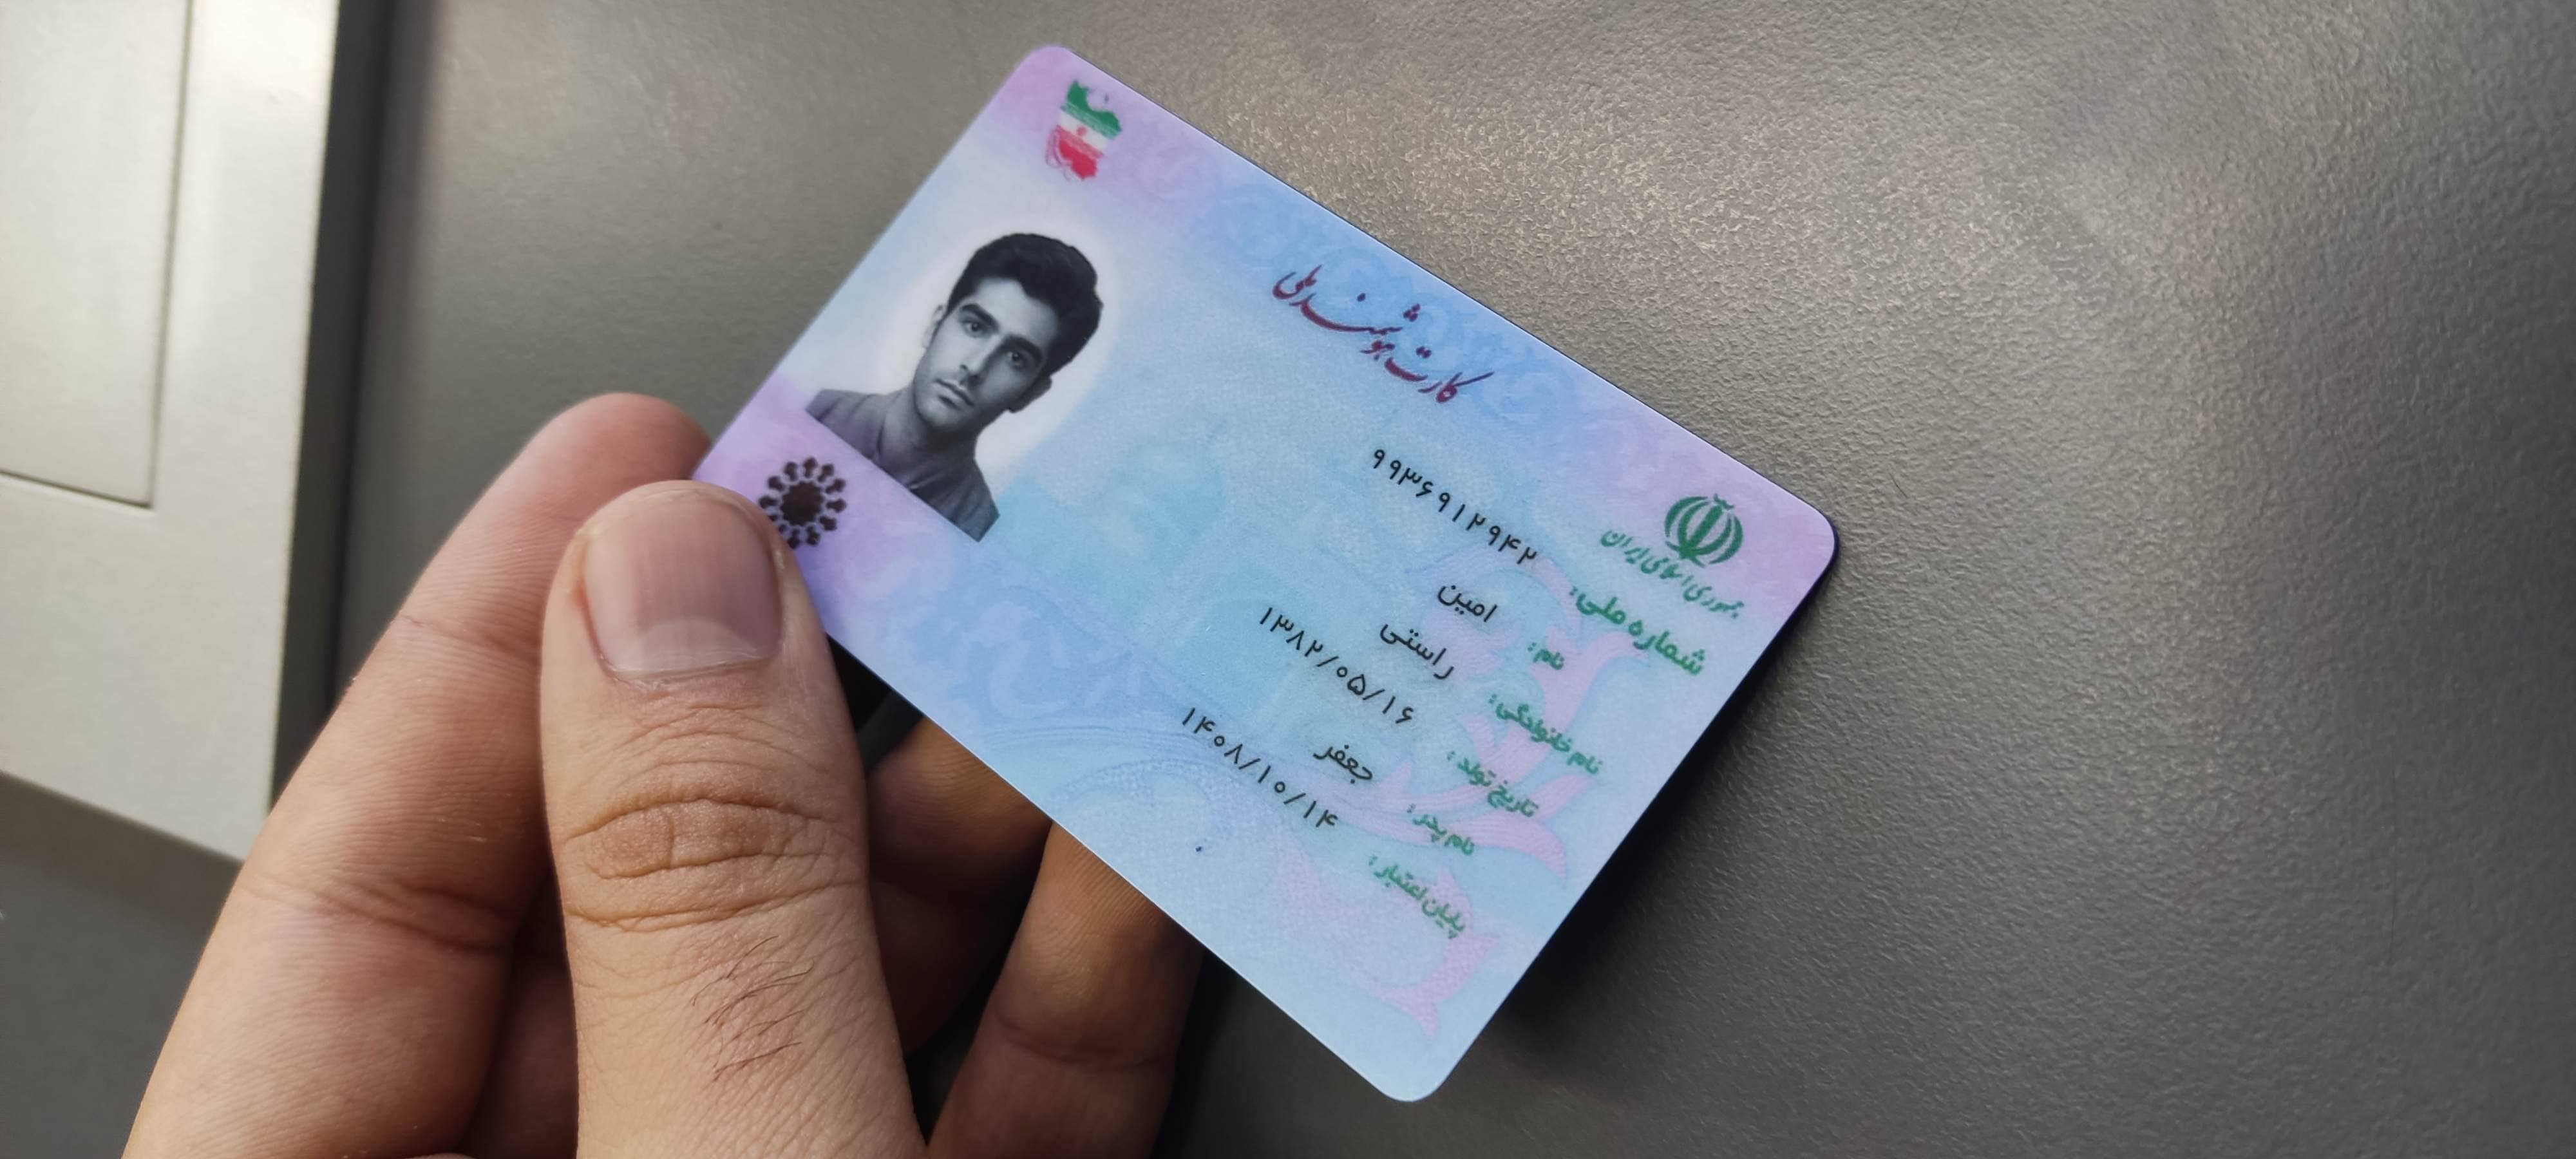 کارت هوشمند ملی
جمهوری اسلامی ایران
شماره ملی: ۹۹۳۶۹۱۲۹۴۲
نام: امین
نام خانوادگی: راستی
تاریخ تولد: ۱۳۸۲/۰۵/۱۶
نام پدر: جعفر
پایان اعتبار: ۱۴۰۸/۱۰/۱۴